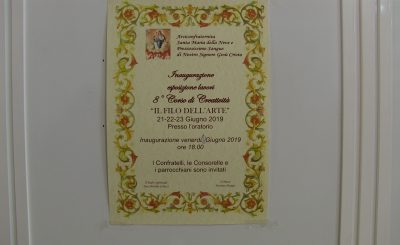 Arciconfraternita
Santa Maria della Neve e
Preziosissimo Sangue
di Nostro Signore Gesù Cristo
Inaugurazione
esposizione lavori
8° Corso di Creatività
"IL FILO DELL'ARTE"
21-22-23 Giugno 2019
Presso l'oratorio
Inaugurazione venerdì Giugno 2019
ore 18.00
I Confratelli, le Consorelle e
i parrocchiani sono invitati